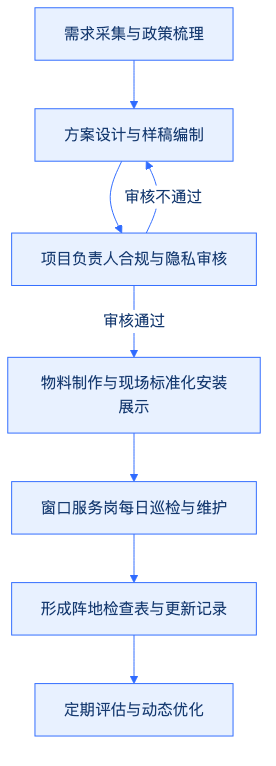 需求采集与政策梳理
方案设计与样稿编制
审核不通过
项目负责人合规与隐私审核
审核通过
物料制作与现场标准化安装
展示
窗口服务岗每日巡检与维护
形成阵地检查表与更新记录
定期评估与动态优化